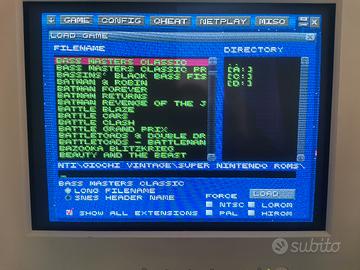 GAME CONFIG CHEAT NETPLAY MISC
LOAD GAME
FILENAME DIRECTORY
BASS MASTERS CLASSIC
BASS MASTERS CLASSIC PR
BASSINS' BLACK BASS FIS
BATMAN & ROBIN
BATMAN FOREVER
BATMAN RETURNS
BATMAN REVENGE OF THE J
BATTLE BLAZE
BATTLE CARS
BATTLE CLASH
BATTLE GRAND PRIX
BATTLETOADS & DOUBLE DR
BATTLETOADS - BATTLEMAN
BAZOOKA BLITZKRIEG
BEAUTY AND THE BEAST
[A:]
[C:]
[D:]
NTI\GIOCHI VINTAGE\SUPER NINTENDO ROMS\
BASS MASTERS CLASSIC
LONG FILENAME
SNES HEADER NAME
SHOW ALL EXTENSIONS
FORCE
LOAD
NTSC LOROM
PAL HIROM
subito